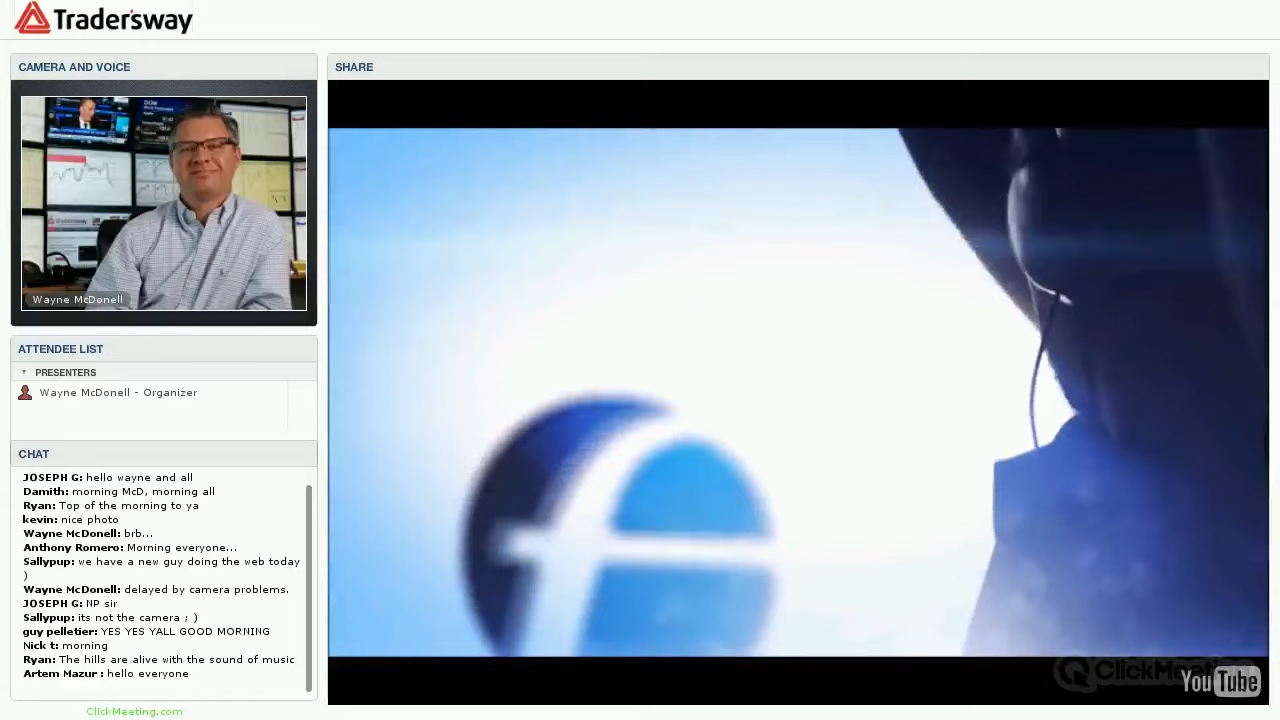 Tradersway
CAMERA AND VOICE
Wayne McDonell
ATTENDEE LIST
PRESENTERS
Wayne McDonell - Organizer
CHAT
JOSEPH G: hello wayne and all
Damith: morning McD, morning all
Ryan: Top of the morning to ya
kevin: nice photo
Wayne McDonell: brb...
Anthony Romero: Morning everyone...
Sallypup: we have a new guy doing the web today
)
Wayne McDonell: delayed by camera problems.
JOSEPH G: NP sir
Sallypup: its not the camera ; )
guy pelletier: YES YES YALL GOOD MORNING
Nick t: morning
Ryan: The hills are alive with the sound of music
Artem Mazur : hello everyone
ClickMeeting.com
SHARE
f
ClickMeeting
YouTube